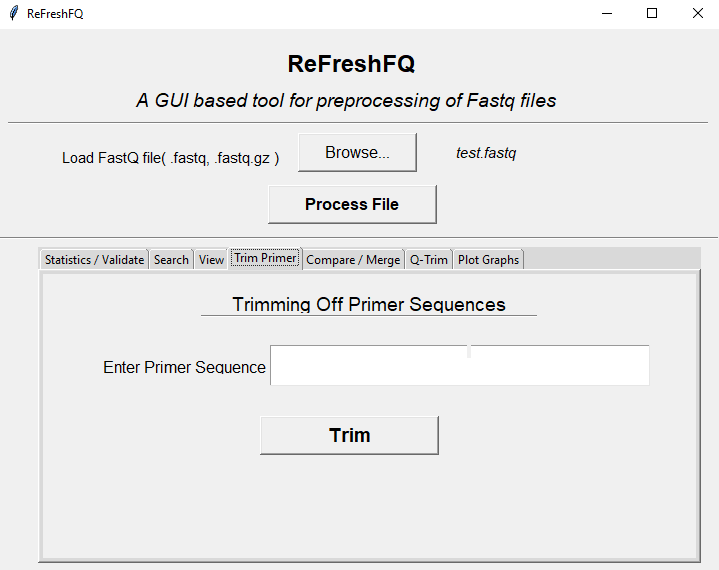 ReFreshFQ
ReFreshFQ
A GUI based tool for preprocessing of Fastq files
Load FastQ file( .fastq, .fastq.gz ) Browse... test.fastq
Process File
Statistics / Validate Search View Trim Primer Compare / Merge Q-Trim Plot Graphs
Trimming Off Primer Sequences
Enter Primer Sequence
Trim